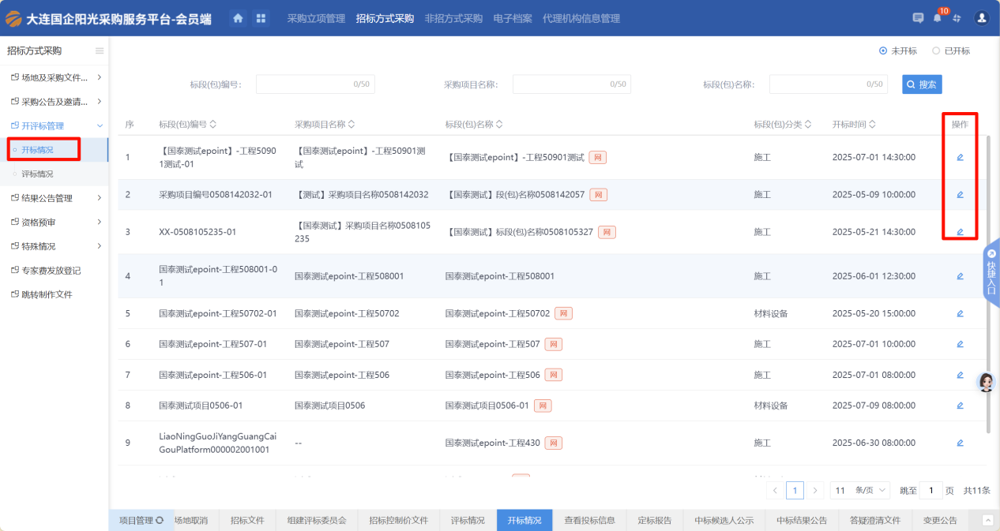 大连国企阳光采购服务平台-会员端
采购立项管理 招标方式采购 非招方式采购 电子档案 代理机构信息管理
10
招标方式采购
未开标 已开标
场地及采购文件...
采购公告及邀请...
开评标管理
开标情况
评标情况
结果公告管理
资格预审
特殊情况
专家费发放登记
跳转制作文件
标段(包)编号: 0/50 采购项目名称: 0/50 标段(包)名称: 0/50 搜索
序 标段(包)编号 采购项目名称 标段(包)名称 标段(包)分类 开标时间 操作
1 【国泰测试epoint】-工程50901测试-01 【国泰测试epoint】-工程50901测试 【国泰测试epoint】-工程50901测试 网 施工 2025-07-01 14:30:00
2 采购项目编号0508142032-01 【测试】采购项目名称0508142032 【国泰测试】段(包)名称0508142057 网 施工 2025-05-09 10:00:00
3 XX-0508105235-01 【国泰测试】采购项目名称0508105235 【国泰测试】标段(包)名称0508105327 网 施工 2025-05-21 14:30:00
4 国泰测试epoint-工程508001-01 国泰测试epoint-工程508001 国泰测试epoint-工程508001 施工 2025-06-01 12:30:00
5 国泰测试epoint-工程50702-01 国泰测试epoint-工程50702 国泰测试epoint-工程50702 网 材料设备 2025-05-20 15:00:00
6 国泰测试epoint-工程507-01 国泰测试epoint-工程507 国泰测试epoint-工程507 网 施工 2025-07-01 10:00:00
7 国泰测试epoint-工程506-01 国泰测试epoint-工程506 国泰测试epoint-工程506 网 施工 2025-07-01 08:00:00
8 国泰测试项目0506-01 国泰测试项目0506 国泰测试项目0506-01 网 材料设备 2025-07-09 08:00:00
9 LiaoNingGuoJiYangGuangCaiGouPlatform000002001001 -- 国泰测试epoint-工程430 网 施工 2025-06-30 08:00:00
快捷入口
1 11 条/页 跳至 1 页 共11条
项目管理 场地取消 招标文件 组建评标委员会 招标控制价文件 评标情况 开标情况 查看投标信息 定标报告 中标候选人公示 中标结果公告 答疑澄清文件 变更公告